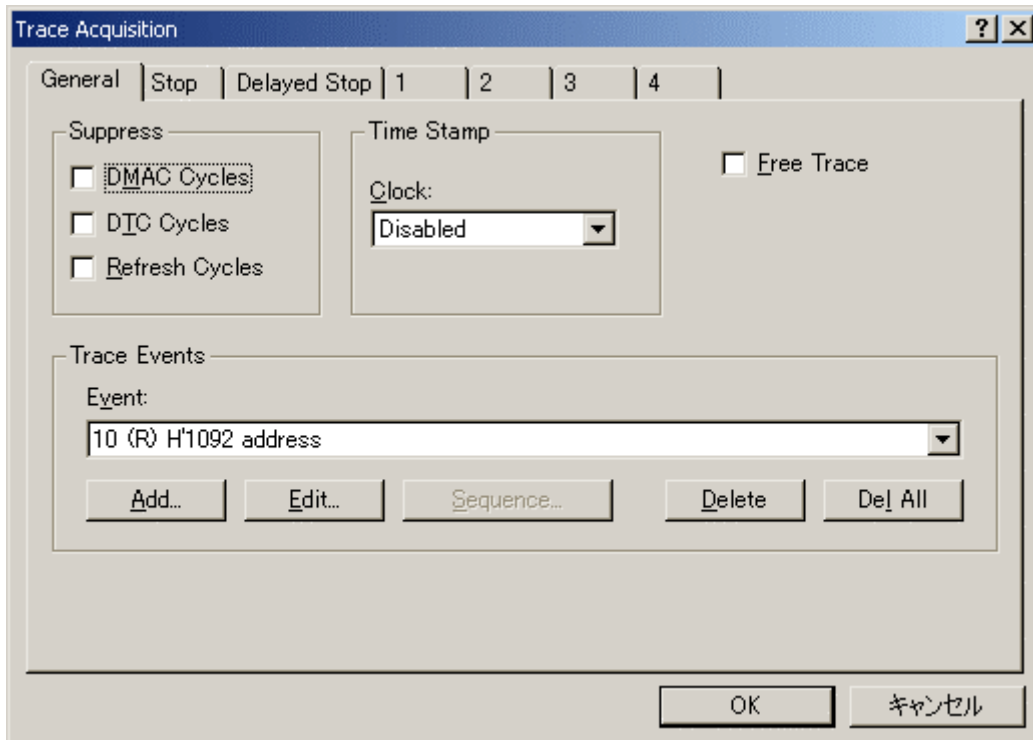 Trace Acquisition
General Stop Delayed Stop 1 2 3 4
Suppress
DMAC Cycles
DTC Cycles
Refresh Cycles
Time Stamp
Clock:
Disabled
Free Trace
Trace Events
Event:
10 (R) H'1092 address
Add... Edit... Sequence... Delete Del All
OK キャンセル